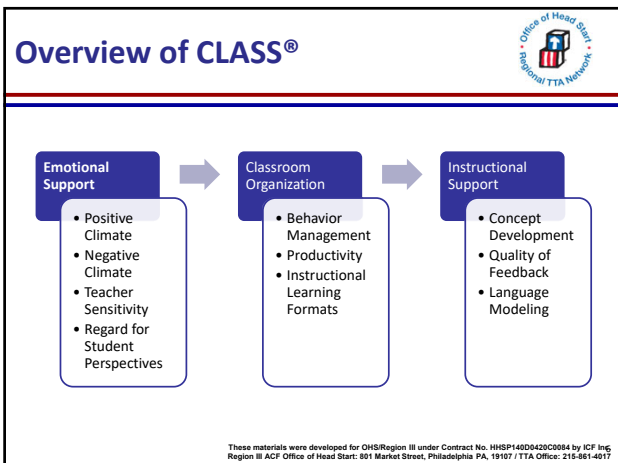 Overview of CLASS®
Office of Head Start
Regional TTA Network
Emotional
Support
• Positive
Climate
• Negative
Climate
• Teacher
Sensitivity
• Regard for
Student
Perspectives
Classroom
Organization
• Behavior
Management
• Productivity
• Instructional
Learning
Formats
Instructional
Support
• Concept
Development
• Quality of
Feedback
• Language
Modeling
These materials were developed for OHS/Region III under Contract No. HHSP140D0420C0084 by ICF Inc.
Region III ACF Office of Head Start: 801 Market Street, Philadelphia PA, 19107 / TTA Office: 215-861-4017